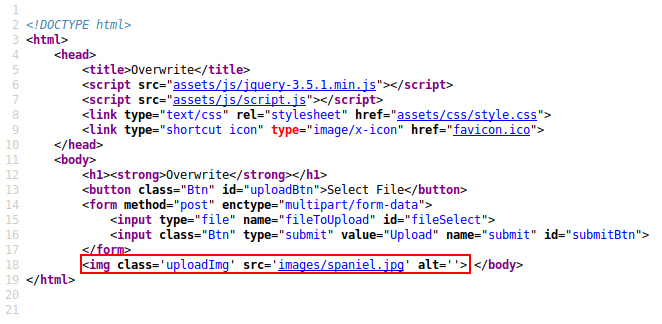 1
2 <!DOCTYPE html>
3 <html>
4 <head>
5 <title>Overwrite</title>
6 <script src="assets/js/jquery-3.5.1.min.js"></script>
7 <script src="assets/js/script.js"></script>
8 <link type="text/css" rel="stylesheet" href="assets/css/style.css">
9 <link type="shortcut icon" type="image/x-icon" href="favicon.ico">
10 </head>
11 <body>
12 <h1><strong>Overwrite</strong></h1>
13 <button class="Btn" id="uploadBtn">Select File</button>
14 <form method="post" enctype="multipart/form-data">
15 <input type="file" name="fileToUpload" id="fileSelect">
16 <input class="Btn" type="submit" value="Upload" name="submit" id="submitBtn">
17 </form>
18 <img class='uploadImg' src='images/spaniel.jpg' alt=''> </body>
19 </html>
20
21